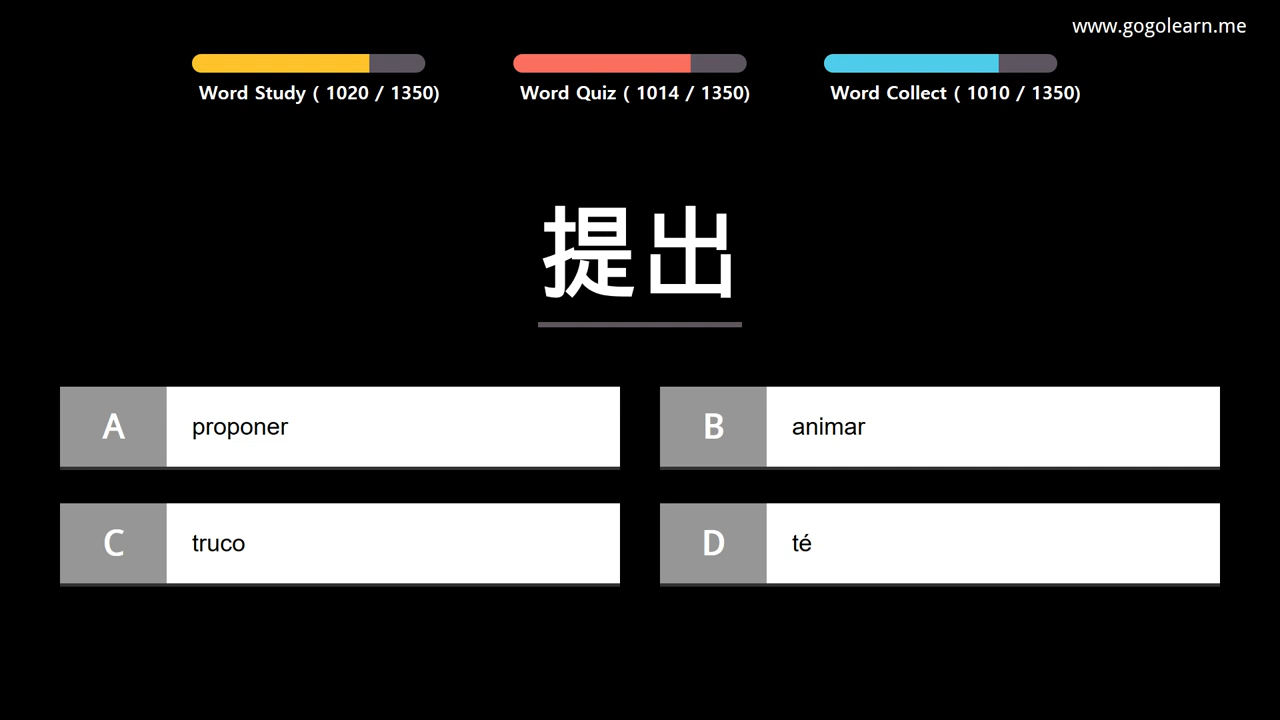 www.gogolearn.me
Word Study ( 1020 / 1350)
Word Quiz ( 1014 / 1350)
Word Collect ( 1010 / 1350)
提出
A proponer
B animar
C truco
D té